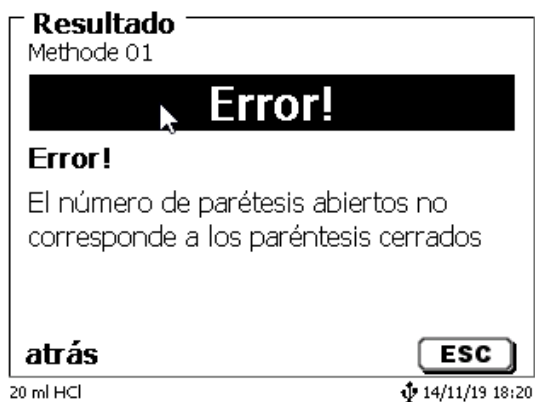 Resultado
Methode 01
Error!
Error!
El número de parétesis abiertos no
corresponde a los paréntesis cerrados
atrás
ESC
20 ml HCl
14/11/19 18:20